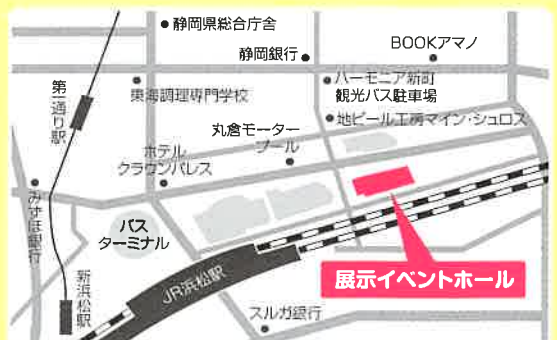 静岡県総合庁舎
静岡銀行
BOOKアマノ
第一通り駅
東海調理専門学校
ハーモニア新町
観光バス駐車場
地ビール工房マイン・シュロス
丸倉モーター
プール
ホテル
クラウンパレス
みずほ銀行
バス
ターミナル
新浜松駅
JR浜松駅
展示イベントホール
スルガ銀行